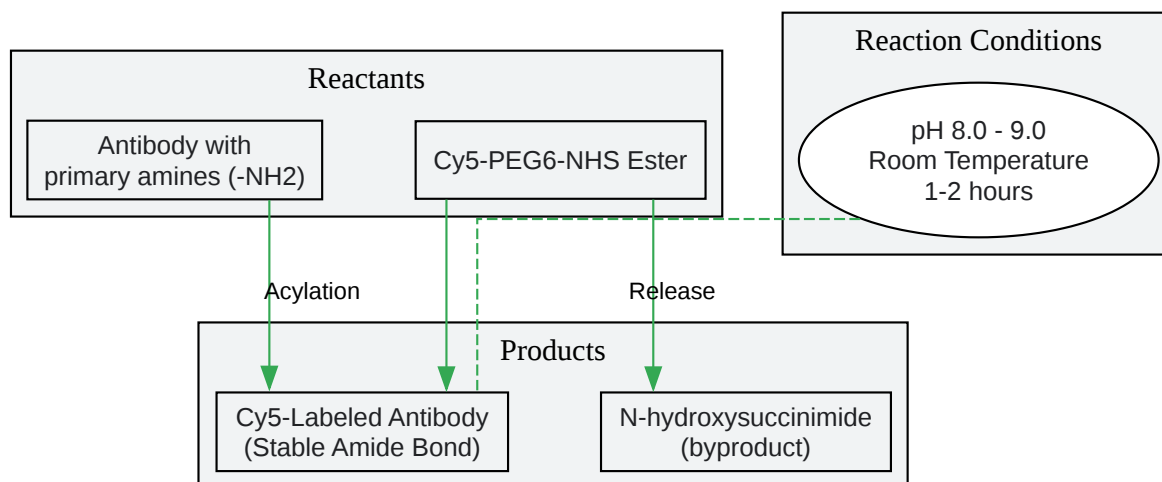 Reaction Conditions
pH 8.0 - 9.0
Room Temperature
1-2 hours
Reactants
Antibody with
primary amines (-NH2)
Cy5-PEG6-NHS Ester
Acylation
Release
Products
Cy5-Labeled Antibody
(Stable Amide Bond)
N-hydroxysuccinimide
(byproduct)